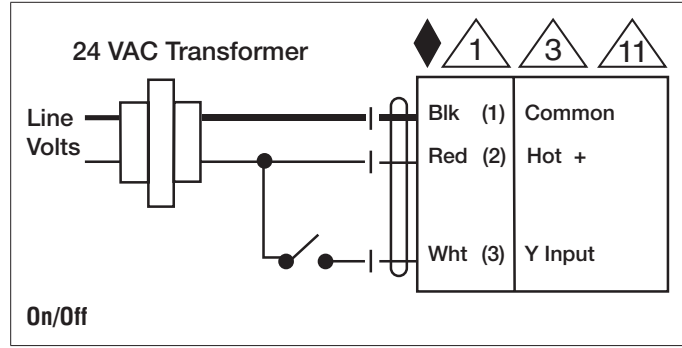 24 VAC Transformer
1 3 11
Line
Volts
Blk (1) Common
Red (2) Hot +
Wht (3) Y Input
On/Off